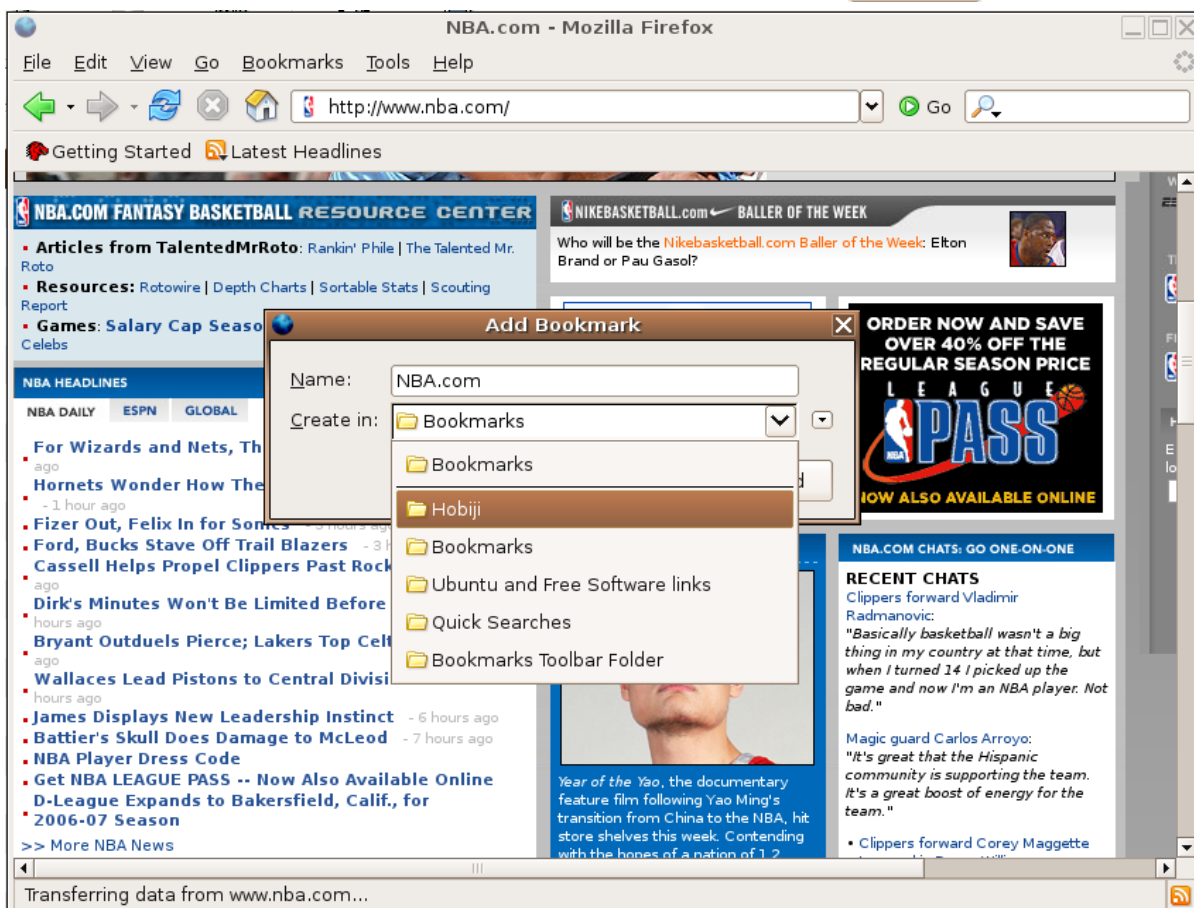 NBA.com - Mozilla Firefox
File Edit View Go Bookmarks Tools Help
http://www.nba.com/
Go
Getting Started Latest Headlines
NBA.COM FANTASY BASKETBALL RESOURCE CENTER
• Articles from TalentedMrRoto: Rankin' Phile | The Talented Mr.
Roto
• Resources: Rotowire | Depth Charts | Sortable Stats | Scouting
Report
• Games: Salary Cap Seaso
Celebs
NIKEBASKETBALL.com BALLER OF THE WEEK
Who will be the Nikebasketball.com Baller of the Week: Elton
Brand or Pau Gasol?
Add Bookmark
Name: NBA.com
Create in: Bookmarks
Bookmarks
Hobiji
Bookmarks
Ubuntu and Free Software links
Quick Searches
Bookmarks Toolbar Folder
ORDER NOW AND SAVE
OVER 40% OFF THE
REGULAR SEASON PRICE
LEAGUE
PASS
NBA
NOW ALSO AVAILABLE ONLINE
NBA HEADLINES
NBA DAILY ESPN GLOBAL
For Wizards and Nets, Th
ago
Hornets Wonder How The
- 1 hour ago
Fizer Out, Felix In for Sonics - 3 hours ago
Ford, Bucks Stave Off Trail Blazers - 3 h
Cassell Helps Propel Clippers Past Rock
ago
Dirk's Minutes Won't Be Limited Before
hours ago
Bryant Outduels Pierce; Lakers Top Celt
ago
Wallaces Lead Pistons to Central Divisi
hours ago
James Displays New Leadership Instinct - 6 hours ago
Battier's Skull Does Damage to McLeod - 7 hours ago
NBA Player Dress Code
Get NBA LEAGUE PASS -- Now Also Available Online
D-League Expands to Bakersfield, Calif., for
2006-07 Season
>> More NBA News
Year of the Yao, the documentary
feature film following Yao Ming's
transition from China to the NBA, hit
store shelves this week. Contending
with the hopes of a nation of 1.2
NBA.COM CHATS: GO ONE-ON-ONE
RECENT CHATS
Clippers forward Vladimir
Radmanovic:
"Basically basketball wasn't a big
thing in my country at that time, but
when I turned 14 I picked up the
game and now I'm an NBA player. Not
bad."
Magic guard Carlos Arroyo:
"It's great that the Hispanic
community is supporting the team.
It's a great boost of energy for the
team."
• Clippers forward Corey Maggette
Transferring data from www.nba.com...